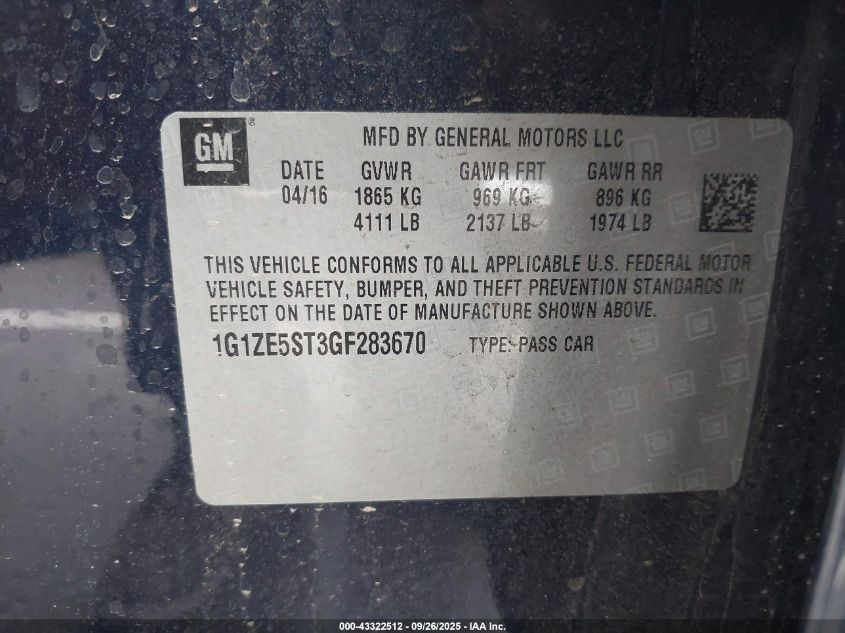 GM ®
MFD BY GENERAL MOTORS LLC
DATE GVWR GAWR FRT GAWR RR
04/16 1865 KG 969 KG 896 KG
4111 LB 2137 LB 1974 LB
THIS VEHICLE CONFORMS TO ALL APPLICABLE U.S. FEDERAL MOTOR
VEHICLE SAFETY, BUMPER, AND THEFT PREVENTION STANDARDS IN
EFFECT ON THE DATE OF MANUFACTURE SHOWN ABOVE.
1G1ZE5ST3GF283670 TYPE: PASS CAR
000-43322512 - 09/26/2025 - IAA Inc.